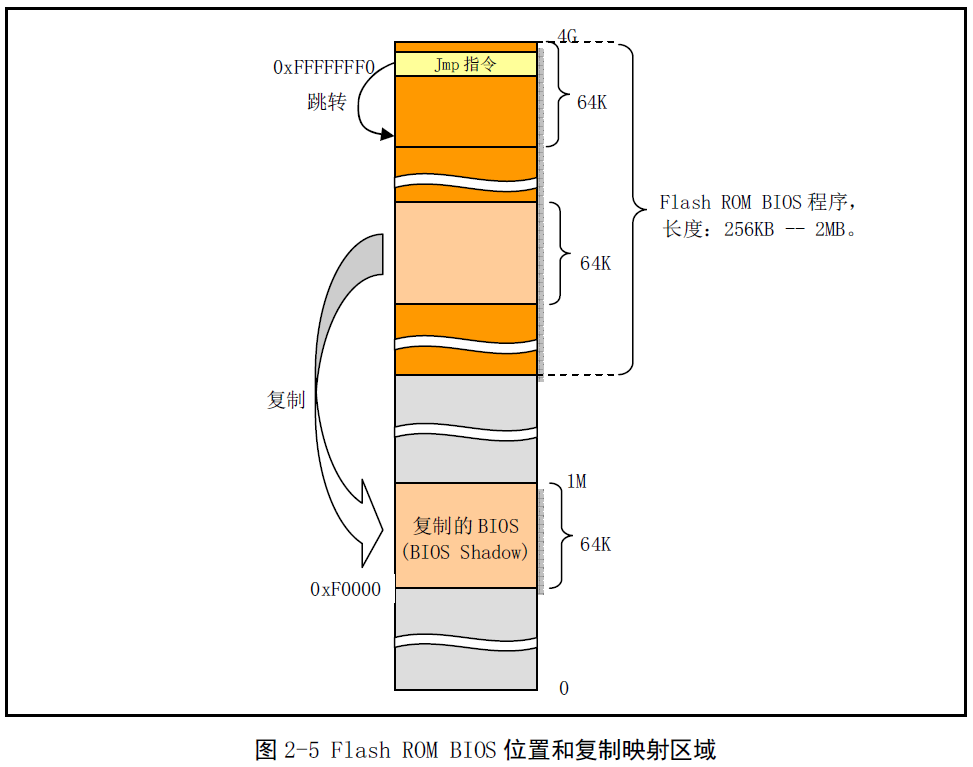 4G
0xFFFFFFF0
Jmp 指令
跳转
64K
Flash ROM BIOS 程序，
长度：256KB -- 2MB。
64K
复制
1M
复制的 BIOS
(BIOS Shadow)
64K
0xF0000
0
图 2-5 Flash ROM BIOS 位置和复制映射区域